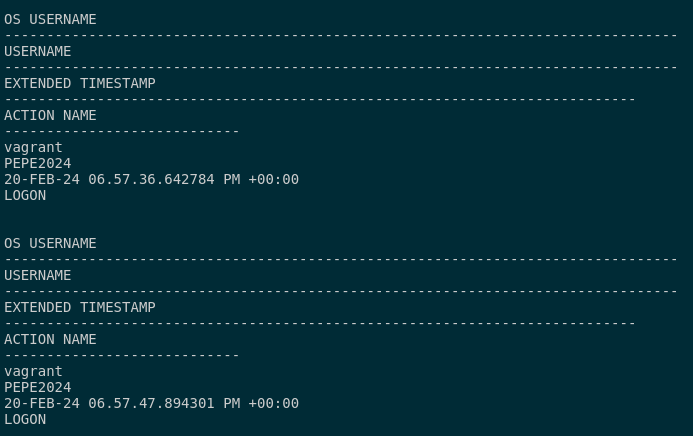 OS USERNAME
--------------------------------------------------------------------------------
USERNAME
--------------------------------------------------------------------------------
EXTENDED TIMESTAMP
---------------------------------------------------------------------------
ACTION NAME
----------------------------
vagrant
PEPE2024
20-FEB-24 06.57.36.642784 PM +00:00
LOGON
OS USERNAME
--------------------------------------------------------------------------------
USERNAME
--------------------------------------------------------------------------------
EXTENDED TIMESTAMP
---------------------------------------------------------------------------
ACTION NAME
----------------------------
vagrant
PEPE2024
20-FEB-24 06.57.47.894301 PM +00:00
LOGON